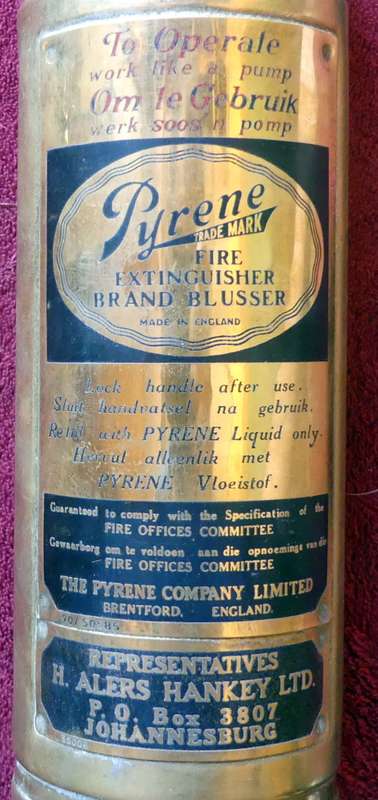 To Operate
work like a pump
Om te Gebruik
werk soos 'n pomp
Pyrene
TRADE MARK
FIRE
EXTINGUISHER
BRAND BLUSSER
MADE IN ENGLAND
Lock handle after use.
Sluit handvatsel na gebruik.
Refill with PYRENE Liquid only.
Hervul alleenlik met
PYRENE Vloeistof.
Guaranteed to comply with the Specification of the
FIRE OFFICES COMMITTEE
Gewaarborg om te voldoen aan die opnoeminge van die
FIRE OFFICES COMMITTEE
THE PYRENE COMPANY LIMITED
BRENTFORD, ENGLAND.
REPRESENTATIVES
H. ALERS HANKEY LTD.
P. O. Box 3807
JOHANNESBURG